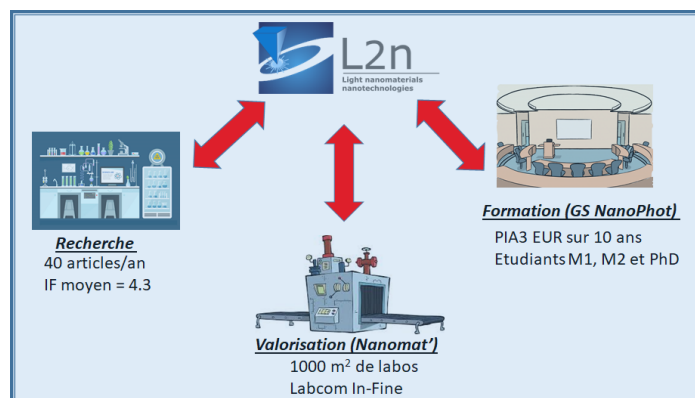 L2n
Light nanomaterials
nanotechnologies
Recherche
40 articles/an
IF moyen = 4.3
Valorisation (Nanomat')
1000 m² de labos
Labcom In-Fine
Formation (GS NanoPhot)
PIA3 EUR sur 10 ans
Etudiants M1, M2 et PhD